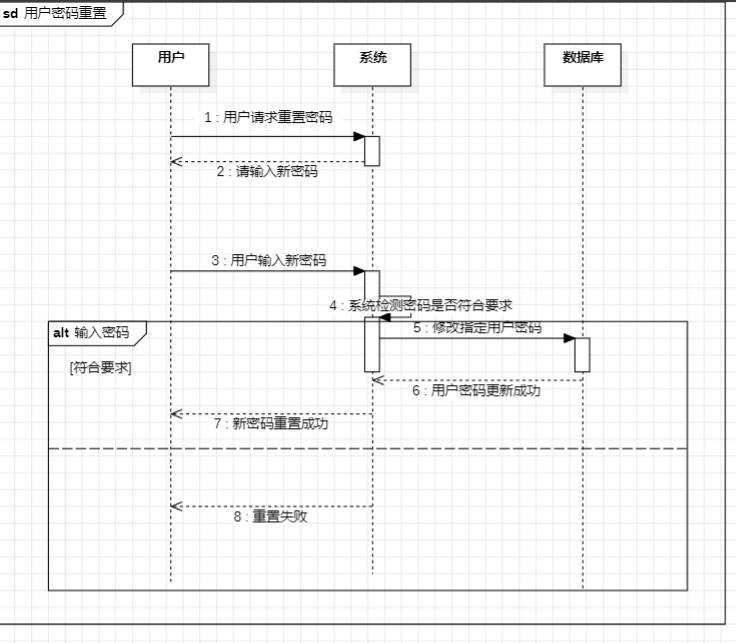 sd 用户密码重置
用户
系统
数据库
1 : 用户请求重置密码
2 : 请输入新密码
3 : 用户输入新密码
4 : 系统检测密码是否符合要求
5 : 修改指定用户密码
alt 输入密码
[符合要求]
6 : 用户密码更新成功
7 : 新密码重置成功
8 : 重置失败